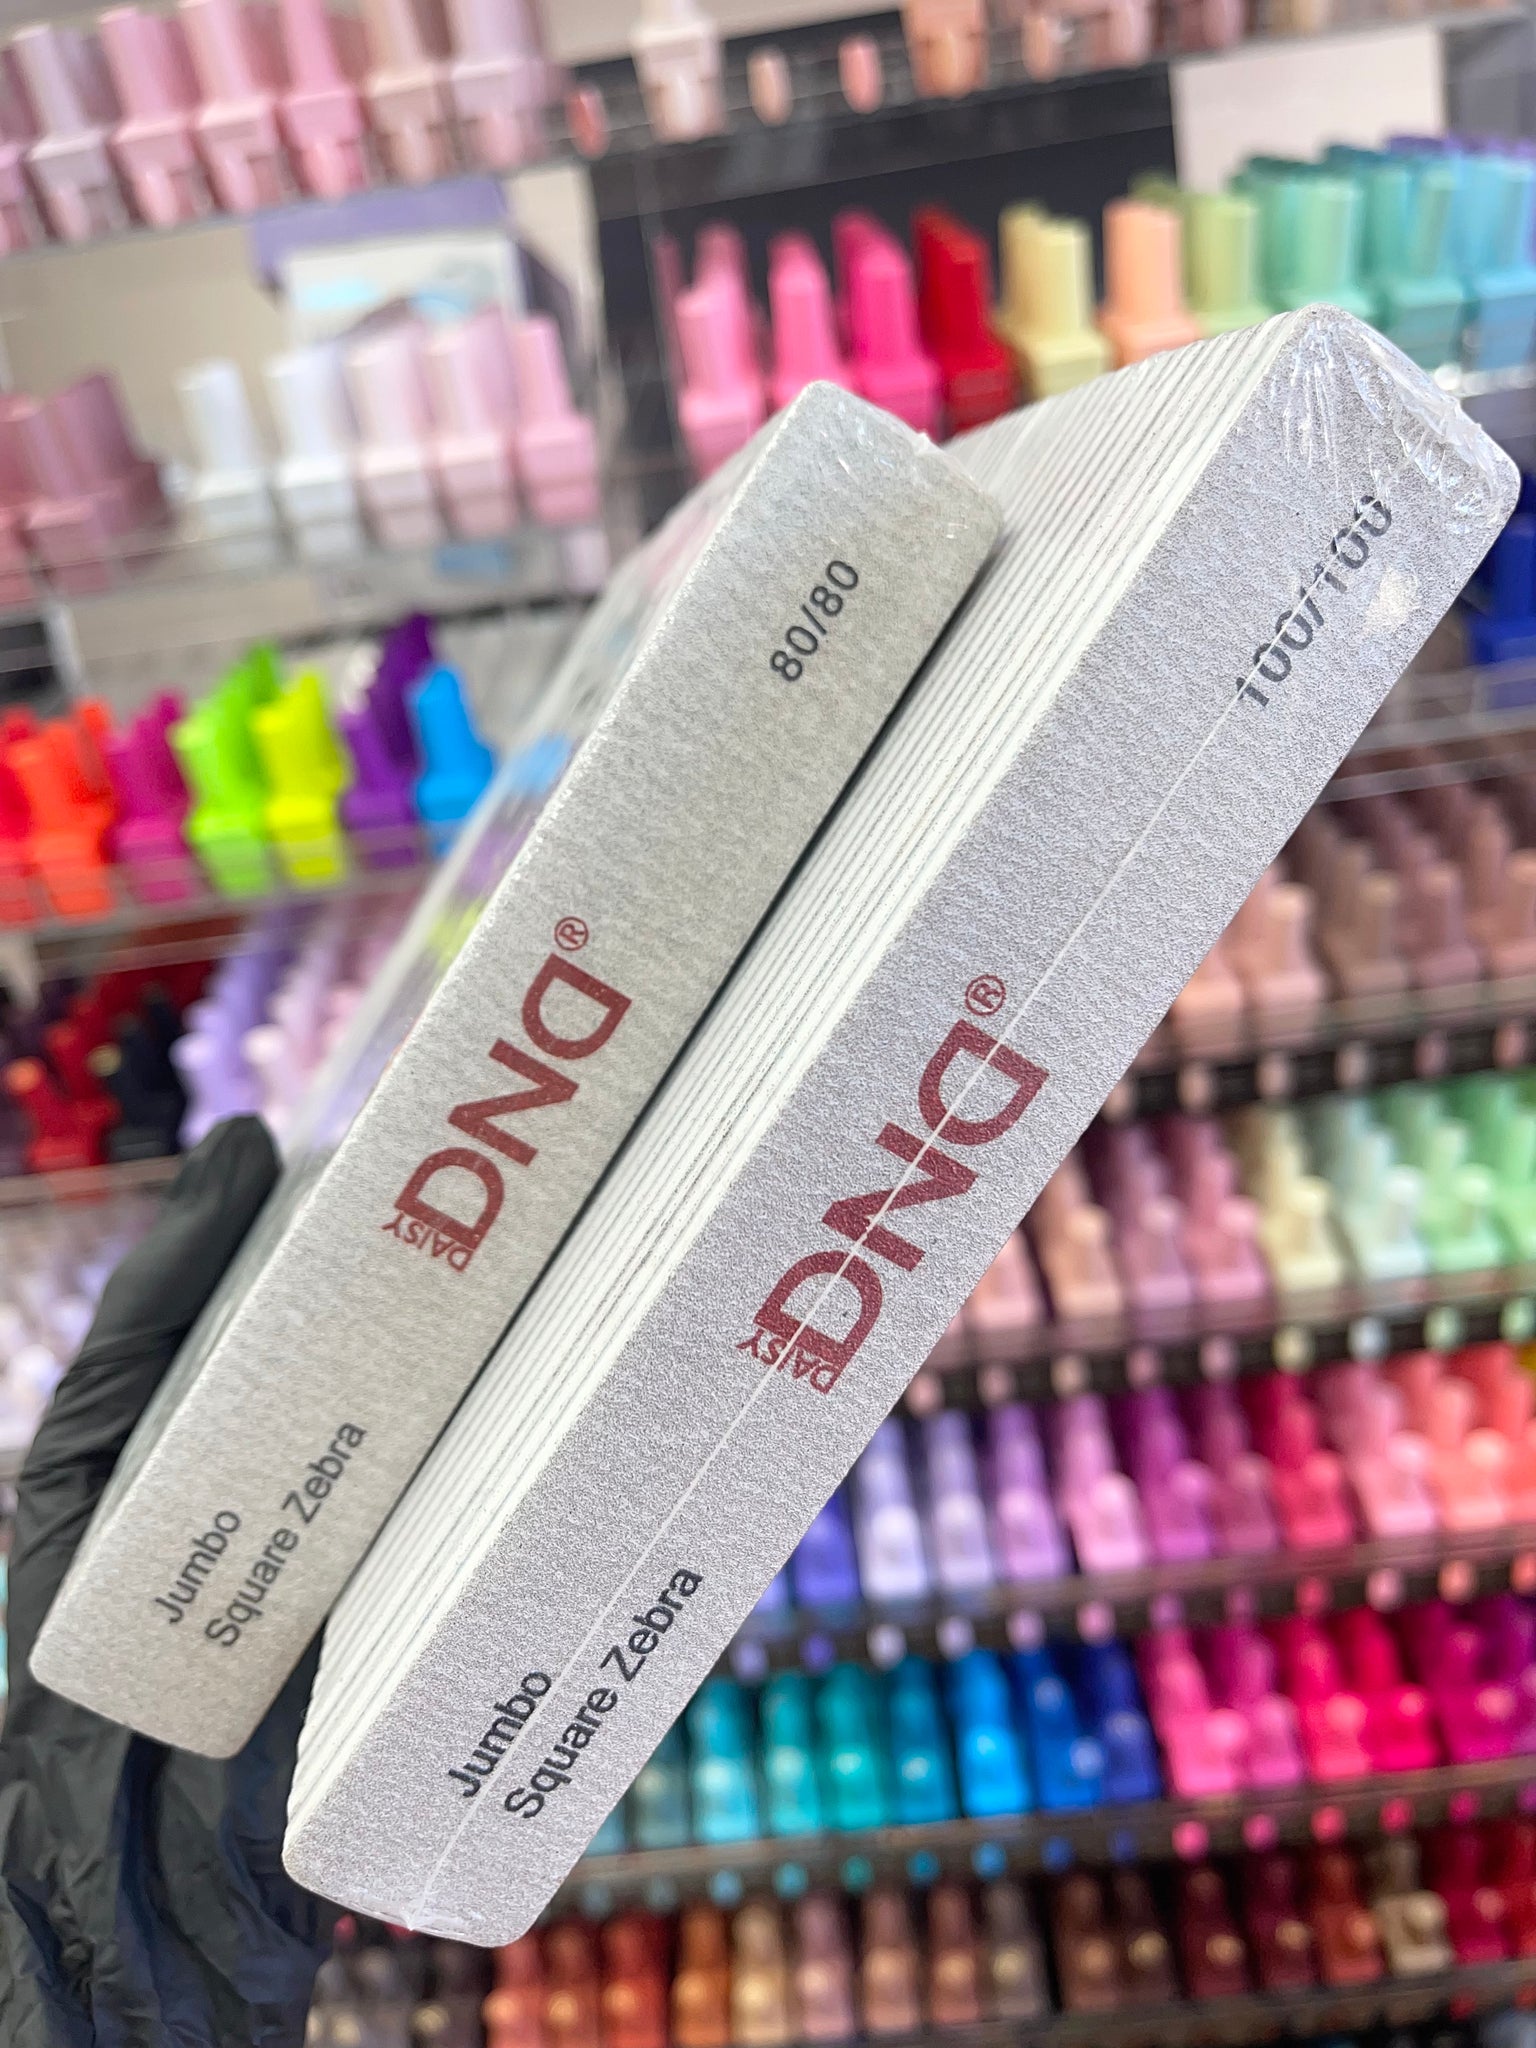 80/80
DND®
DAISY
Jumbo
Square Zebra
100/100
DND®
DAISY
Jumbo
Square Zebra